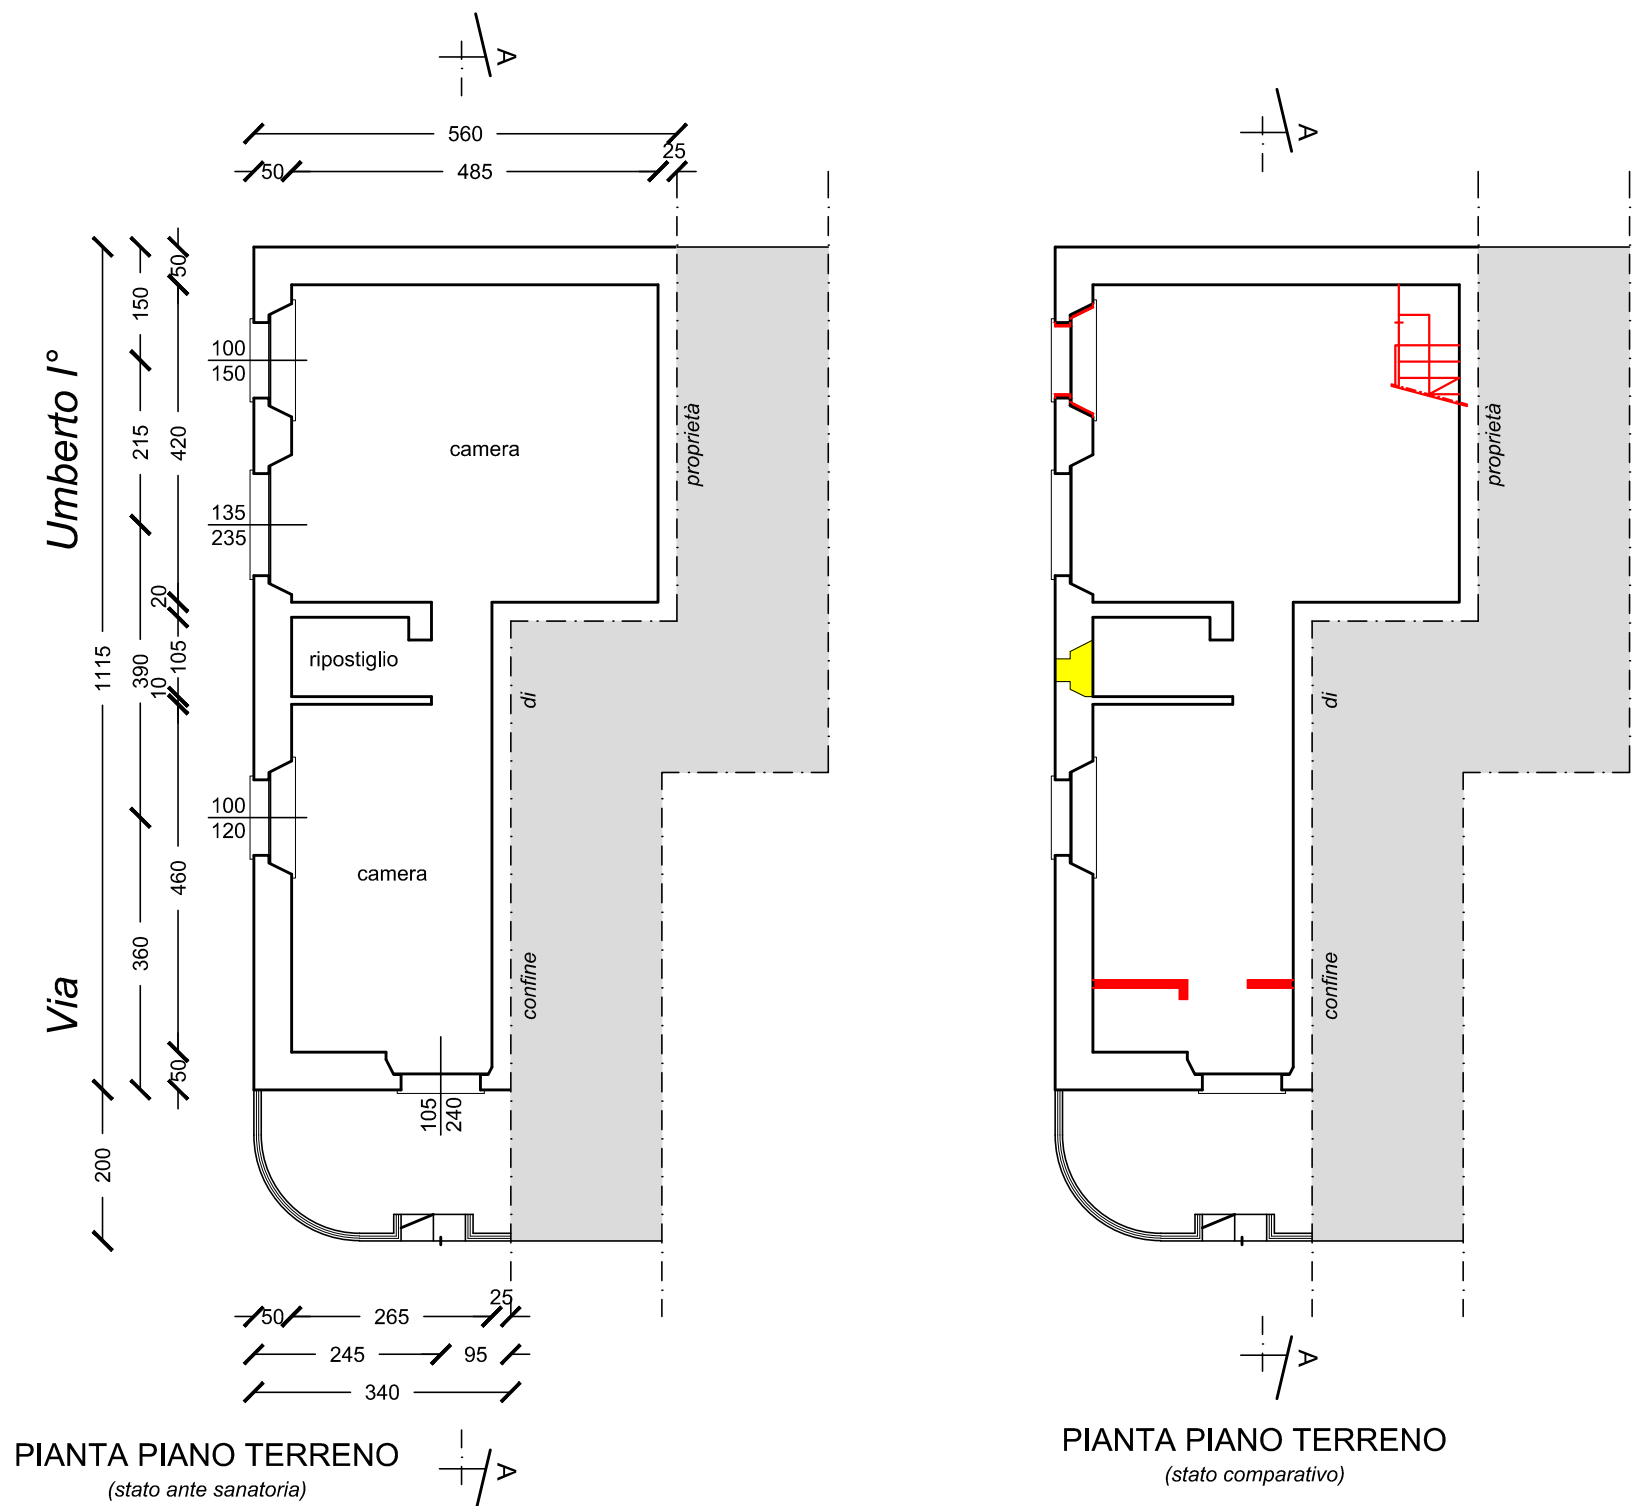 A
A
560
25
50
485
50
150
Umberto I°
100
150
215
420
camera
proprietà
proprietà
135
235
20
1115
390
105
10
ripostiglio
di
di
100
120
460
camera
360
Via
confine
confine
50
105
240
200
25
50
265
245
95
340
A
A
PIANTA PIANO TERRENO
(stato ante sanatoria)
PIANTA PIANO TERRENO
(stato comparativo)